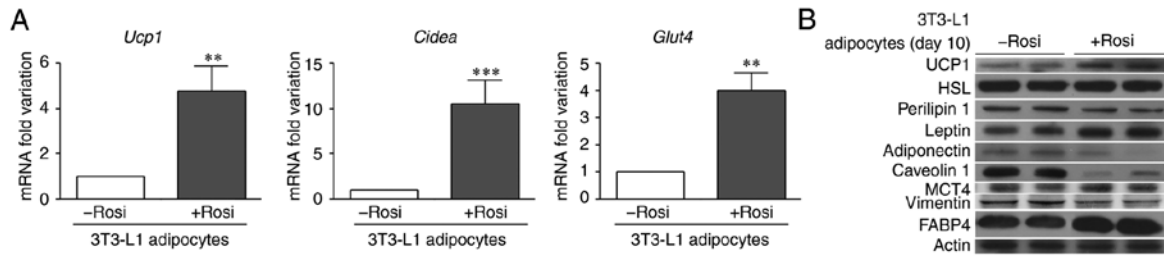 A
Ucp1
mRNA fold variation
6
4
2
0
**
–Rosi
+Rosi
3T3-L1 adipocytes
Cidea
mRNA fold variation
15
10
5
0
***
–Rosi
+Rosi
3T3-L1 adipocytes
Glut4
mRNA fold variation
5
4
3
2
1
0
**
–Rosi
+Rosi
3T3-L1 adipocytes
B
3T3-L1
adipocytes (day 10)
–Rosi
+Rosi
UCP1
HSL
Perilipin 1
Leptin
Adiponectin
Caveolin 1
MCT4
Vimentin
FABP4
Actin